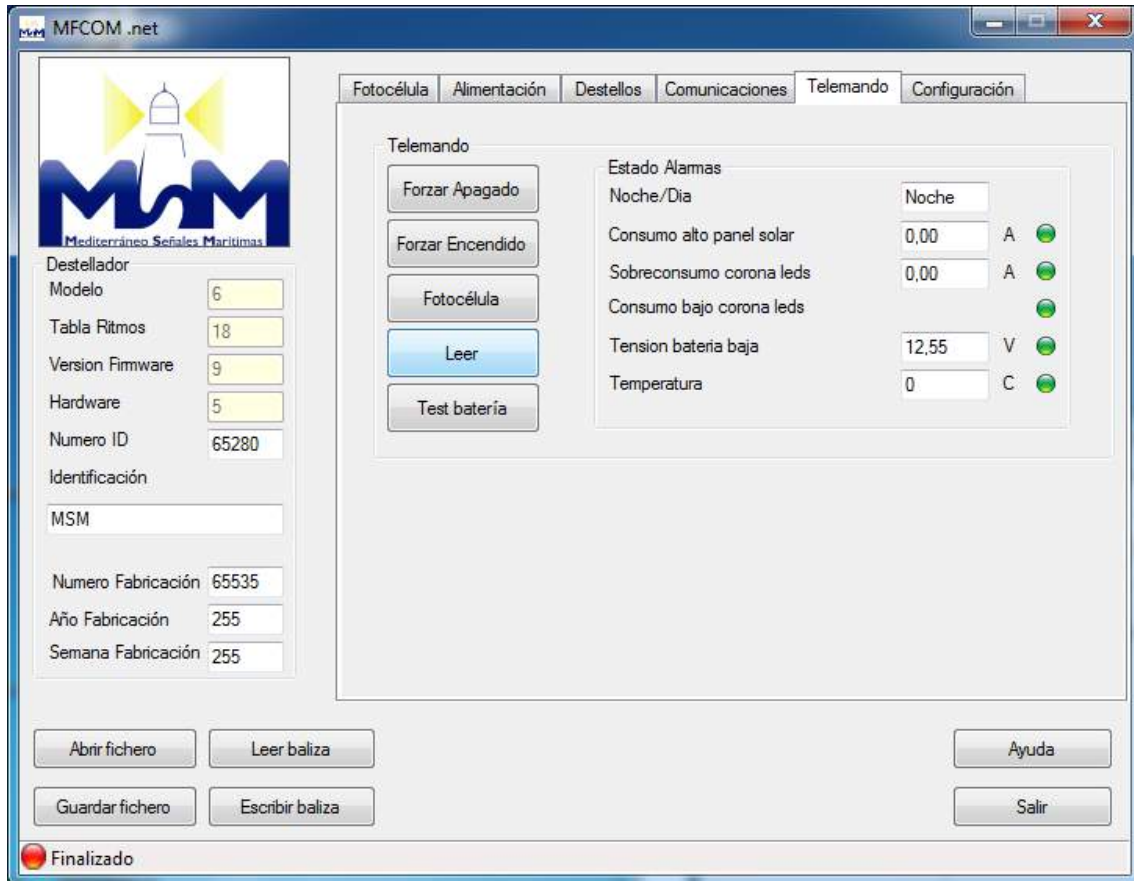 MSM MFCOM .net
MSM
Mediterráneo Señales Maritimas
Destellador
Modelo 6
Tabla Ritmos 18
Version Firmware 9
Hardware 5
Numero ID 65280
Identificación
MSM
Numero Fabricación 65535
Año Fabricación 255
Semana Fabricación 255
Fotocélula Alimentación Destellos Comunicaciones Telemando Configuración
Telemando
Forzar Apagado
Forzar Encendido
Fotocélula
Leer
Test batería
Estado Alarmas
Noche/Dia Noche
Consumo alto panel solar 0,00 A
Sobreconsumo corona leds 0,00 A
Consumo bajo corona leds
Tension bateria baja 12,55 V
Temperatura 0 C
Abrir fichero Leer baliza Ayuda
Guardar fichero Escribir baliza Salir
Finalizado